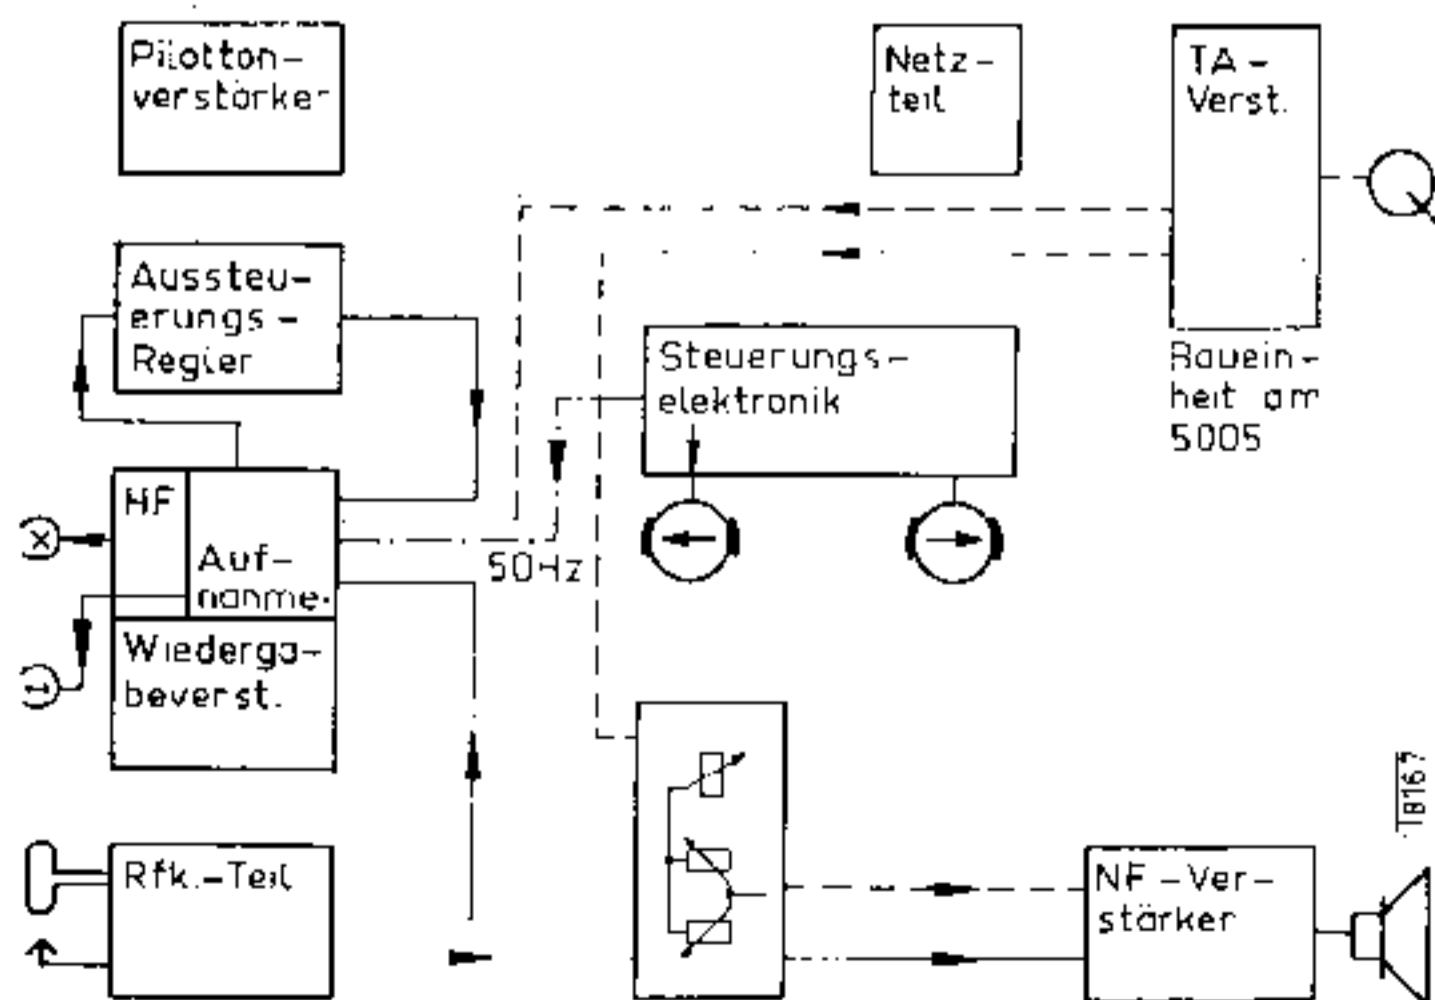 Pilotton-
verstärker
Netz-
teil
TA-
Verst.
Aussteu-
erungs-
Regler
Steuerungs-
elektronik
Bauein-
heit am
5005
HF
Auf-
nahme-
50Hz
Wiederga-
beverst.
Rfk.-Teil
NF-Ver-
stärker